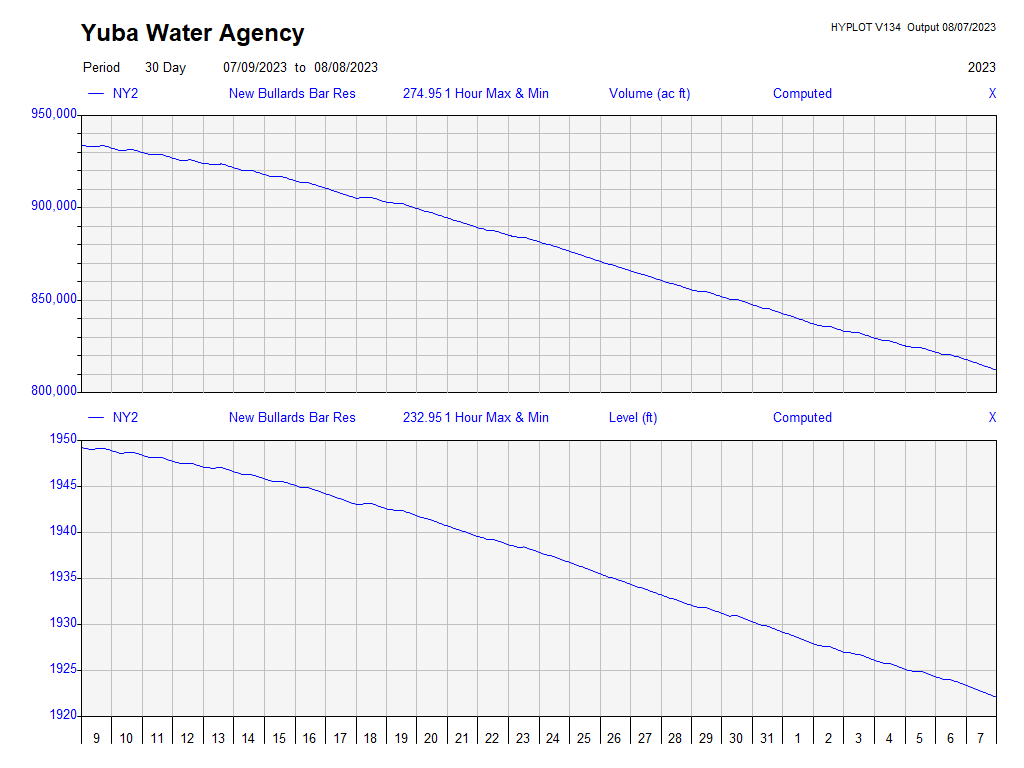 Yuba Water Agency
HYPLOT V134 Output 08/07/2023
Period 30 Day 07/09/2023 to 08/08/2023 2023
NY2 New Bullards Bar Res 274.95 1 Hour Max & Min Volume (ac ft) Computed X
950,000
900,000
850,000
800,000
NY2 New Bullards Bar Res 232.95 1 Hour Max & Min Level (ft) Computed X
1950
1945
1940
1935
1930
1925
1920
9 10 11 12 13 14 15 16 17 18 19 20 21 22 23 24 25 26 27 28 29 30 31 1 2 3 4 5 6 7